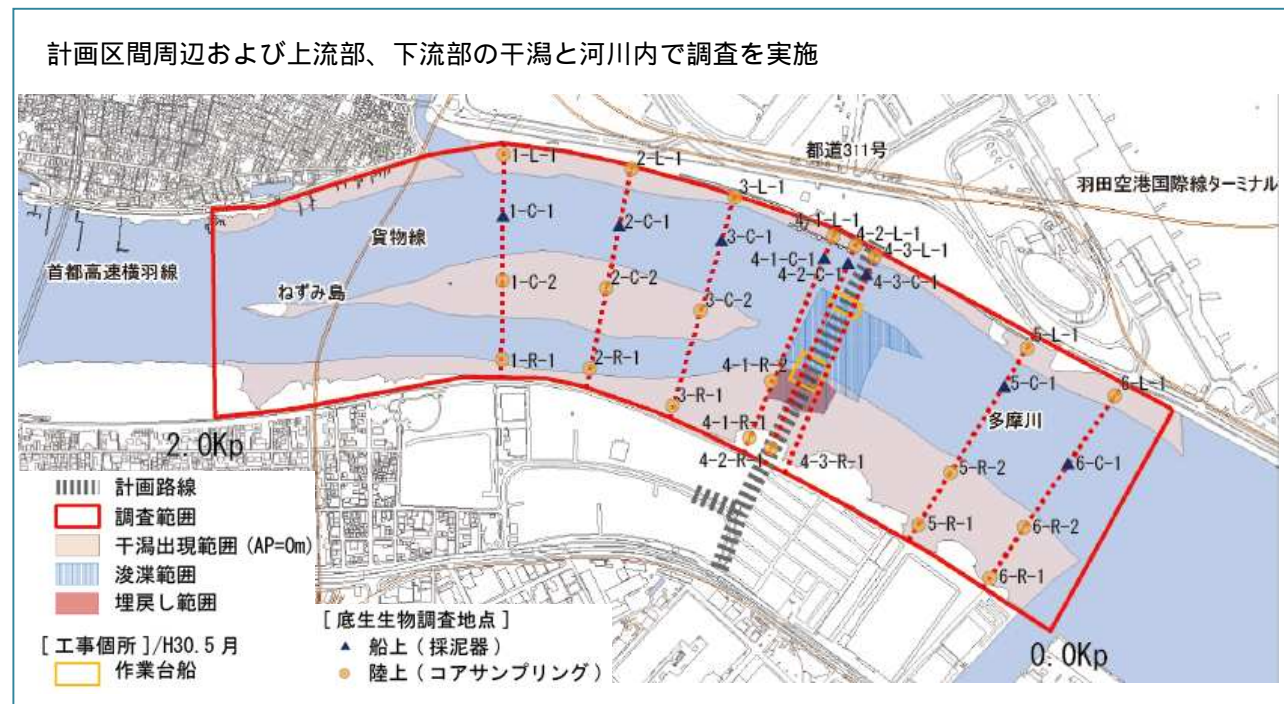 計画区間周辺および上流部、下流部の干潟と河川内で調査を実施
都道311号
羽田空港国際線ターミナル
首都高速横羽線
貨物線
ねずみ島
多摩川
1-L-1
2-L-1
3-L-1
4-1-L-1
4-2-L-1
4-3-L-1
5-L-1
6-L-1
1-C-1
2-C-1
3-C-1
4-1-C-1
4-2-C-1
4-3-C-1
5-C-1
6-C-1
1-C-2
2-C-2
3-C-2
4-1-R-2
5-R-2
6-R-2
1-R-1
2-R-1
3-R-1
4-1-R-1
4-2-R-1
4-3-R-1
5-R-1
6-R-1
2.0Kp
0.0Kp
計画路線
調査範囲
干潟出現範囲(AP=0m)
浚渫範囲
埋戻し範囲
[工事個所]/H30.5月
作業台船
[底生生物調査地点]
船上(採泥器)
陸上(コアサンプリング)